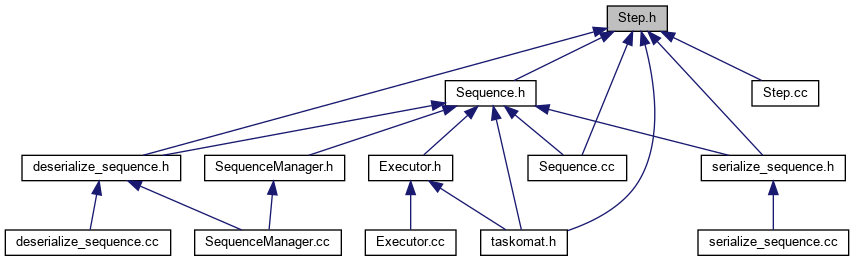 Step.h
Sequence.h
Step.cc
deserialize_sequence.h
SequenceManager.h
Executor.h
Sequence.cc
serialize_sequence.h
deserialize_sequence.cc
SequenceManager.cc
Executor.cc
taskomat.h
serialize_sequence.cc